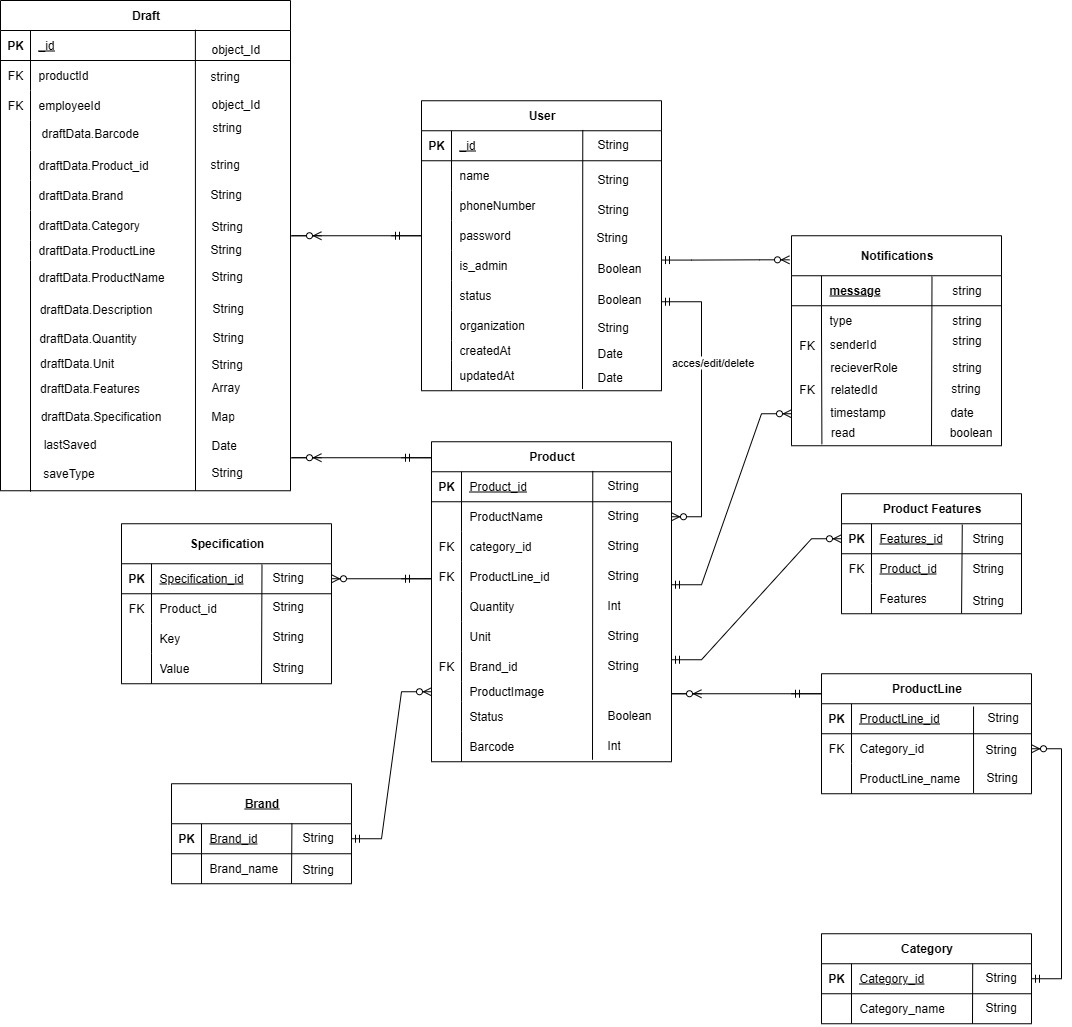 Draft
PK _id object_Id
FK productId string
FK employeeId object_Id
draftData.Barcode string
draftData.Product_id string
draftData.Brand String
draftData.Category String
draftData.ProductLine String
draftData.ProductName String
draftData.Description String
draftData.Quantity String
draftData.Unit String
draftData.Features Array
draftData.Specification Map
lastSaved Date
saveType String
User
PK _id String
name String
phoneNumber String
password String
is_admin Boolean
status Boolean
organization String
createdAt Date
updatedAt Date
Notifications
message string
type string
FK senderId string
recieverRole string
FK relatedId string
timestamp date
read boolean
acces/edit/delete
Product
PK Product_id String
ProductName String
FK category_id String
FK ProductLine_id String
Quantity Int
Unit String
FK Brand_id String
ProductImage
Status Boolean
Barcode Int
Product Features
PK Features_id String
FK Product_id String
Features String
Specification
PK Specification_id String
FK Product_id String
Key String
Value String
ProductLine
PK ProductLine_id String
FK Category_id String
ProductLine_name String
Brand
PK Brand_id String
Brand_name String
Category
PK Category_id String
Category_name String